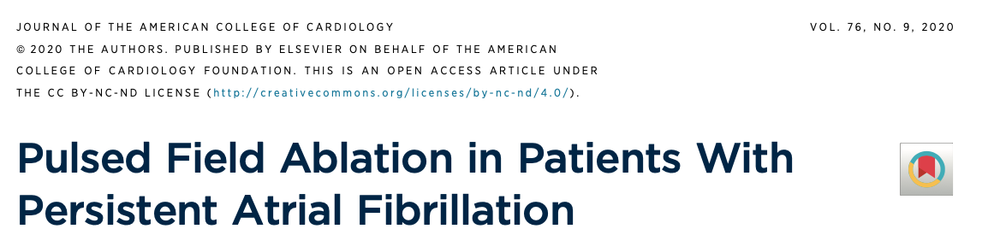 JOURNAL OF THE AMERICAN COLLEGE OF CARDIOLOGY
VOL. 76, NO. 9, 2020
© 2020 THE AUTHORS. PUBLISHED BY ELSEVIER ON BEHALF OF THE AMERICAN
COLLEGE OF CARDIOLOGY FOUNDATION. THIS IS AN OPEN ACCESS ARTICLE UNDER
THE CC BY-NC-ND LICENSE (http://creativecommons.org/licenses/by-nc-nd/4.0/).
Pulsed Field Ablation in Patients With
Persistent Atrial Fibrillation